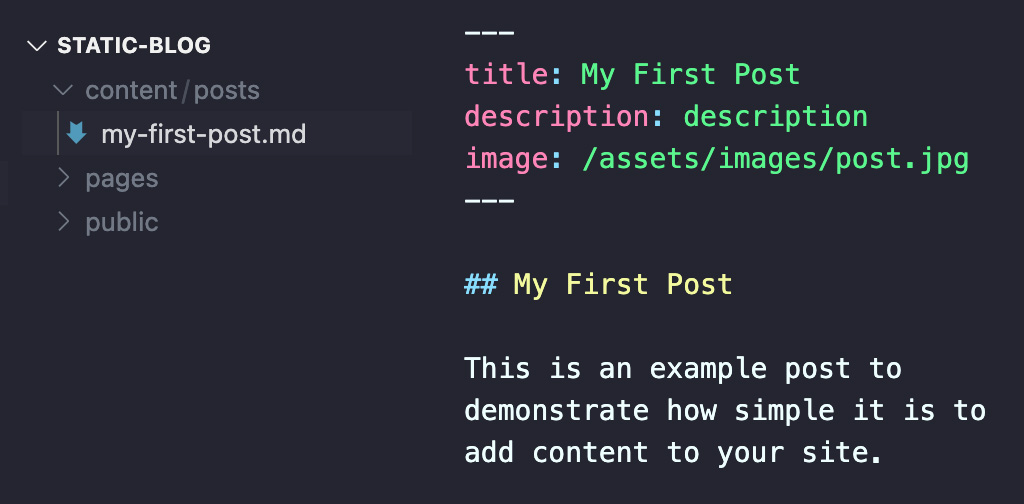 STATIC-BLOG
content/posts
my-first-post.md
pages
public
---
title: My First Post
description: description
image: /assets/images/post.jpg
---
## My First Post
This is an example post to
demonstrate how simple it is to
add content to your site.